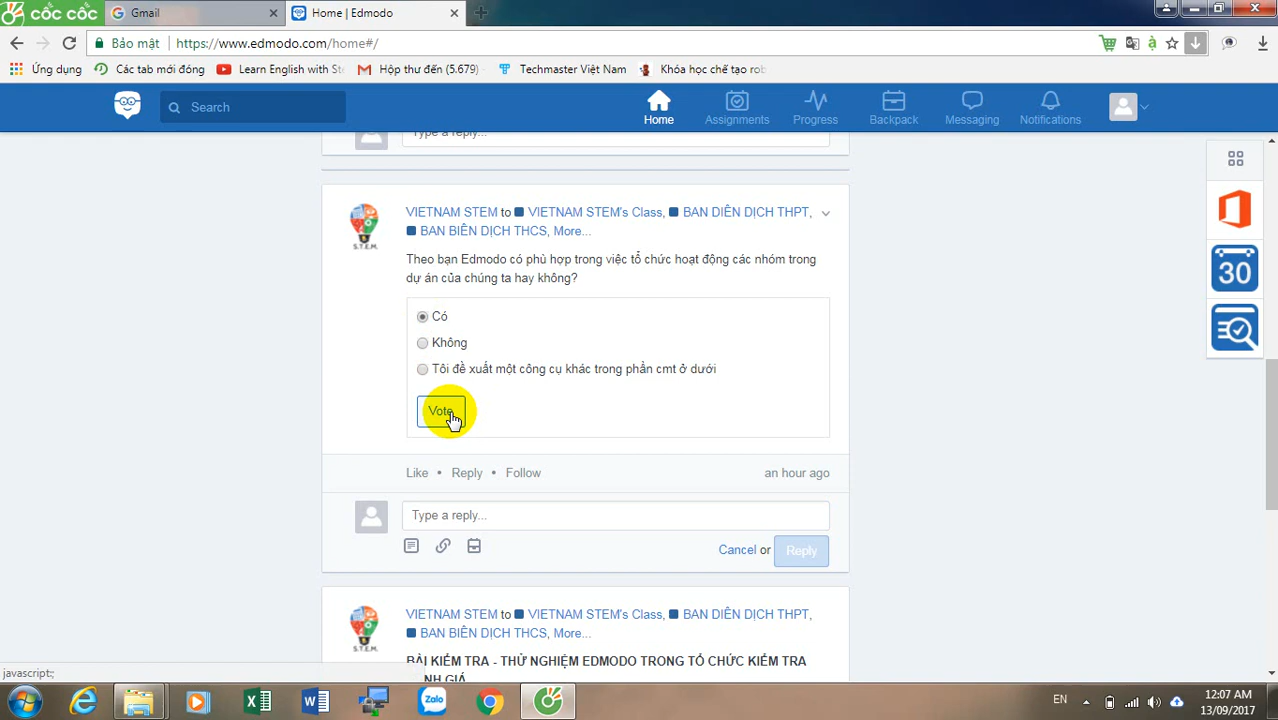 cốc cốc
Gmail
Home | Edmodo
Bảo mật
https://www.edmodo.com/home#/
Ứng dụng
Các tab mới đóng
Learn English with Ste
Hộp thư đến (5.679)
Techmaster Việt Nam
Khóa học chế tạo rob
Search
Home
Assignments
Progress
Backpack
Messaging
Notifications
Type a reply...
VIETNAM STEM to VIETNAM STEM's Class, BAN DIÊN DỊCH THPT,
BAN BIÊN DỊCH THCS, More...
Theo bạn Edmodo có phù hợp trong việc tổ chức hoạt động các nhóm trong
dự án của chúng ta hay không?
Có
Không
Tôi đề xuất một công cụ khác trong phần cmt ở dưới
Vote
Like • Reply • Follow
an hour ago
Type a reply...
Cancel or Reply
VIETNAM STEM to VIETNAM STEM's Class, BAN DIÊN DỊCH THPT,
BAN BIÊN DỊCH THCS, More...
BÀI KIỂM TRA - THỬ NGHIỆM EDMODO TRONG TỔ CHỨC KIỂM TRA
NH GIÁ
S.T.E.M.
S.T.E.M.
30
javascript:;
Zalo
EN
12:07 AM
13/09/2017